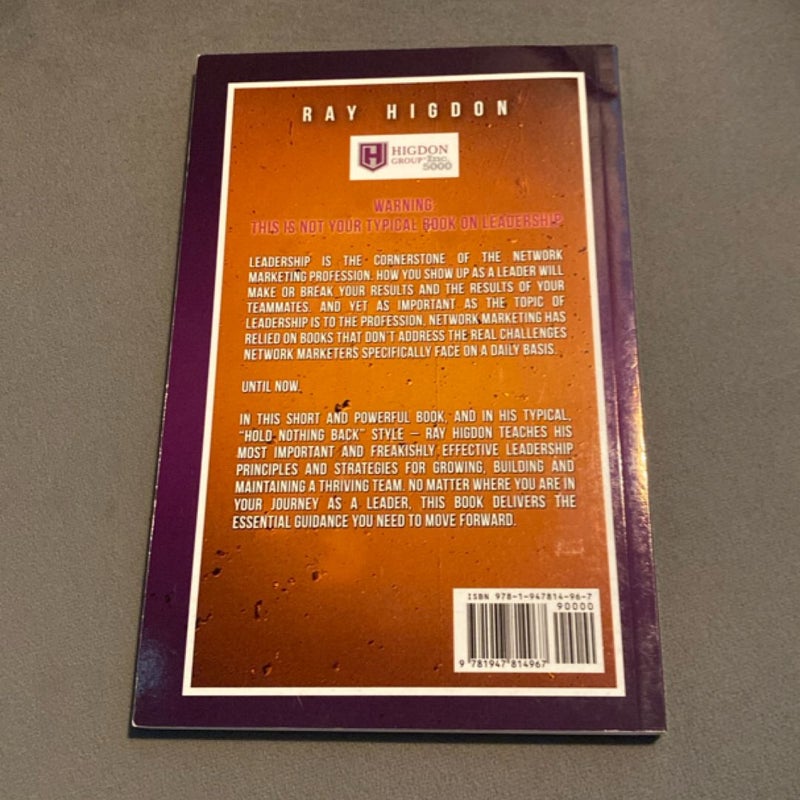 RAY HIGDON
HIGDON
GROUP Inc.
5000
WARNING:
THIS IS NOT YOUR TYPICAL BOOK ON LEADERSHIP
LEADERSHIP IS THE CORNERSTONE OF THE NETWORK
MARKETING PROFESSION. HOW YOU SHOW UP AS A LEADER WILL
MAKE OR BREAK YOUR RESULTS AND THE RESULTS OF YOUR
TEAMMATES. AND YET AS IMPORTANT AS THE TOPIC OF
LEADERSHIP IS TO THE PROFESSION, NETWORK MARKETING HAS
RELIED ON BOOKS THAT DON'T ADDRESS THE REAL CHALLENGES
NETWORK MARKETERS SPECIFICALLY FACE ON A DAILY BASIS.
UNTIL NOW.
IN THIS SHORT AND POWERFUL BOOK, AND IN HIS TYPICAL,
"HOLD NOTHING BACK" STYLE – RAY HIGDON TEACHES HIS
MOST IMPORTANT AND FREAKISHLY EFFECTIVE LEADERSHIP
PRINCIPLES AND STRATEGIES FOR GROWING, BUILDING AND
MAINTAINING A THRIVING TEAM. NO MATTER WHERE YOU ARE IN
YOUR JOURNEY AS A LEADER, THIS BOOK DELIVERS THE
ESSENTIAL GUIDANCE YOU NEED TO MOVE FORWARD.
ISBN 978-1-947814-96-7
90000
9 781947 814967